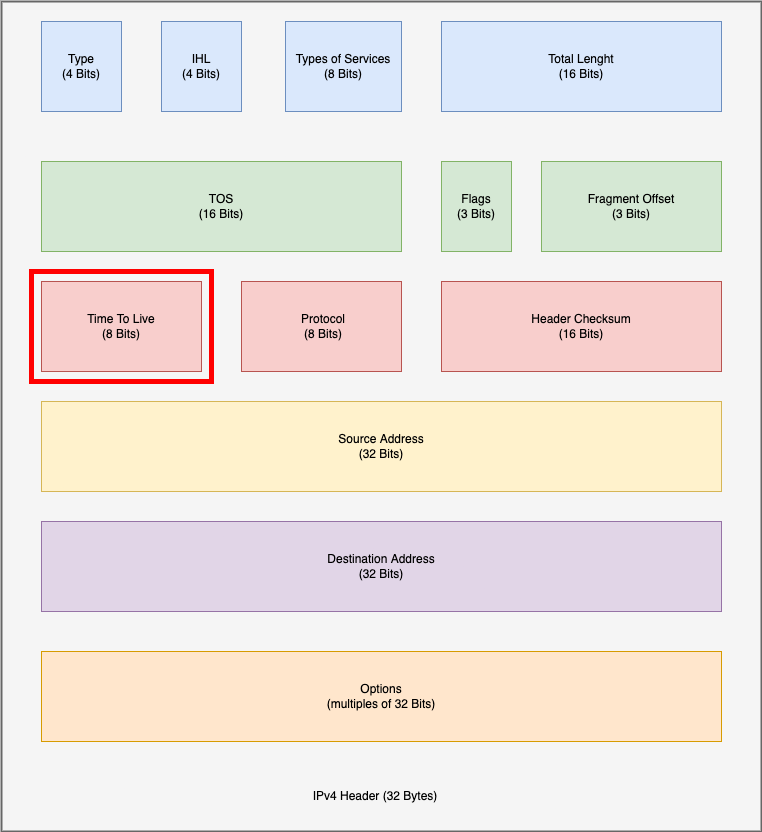 Type
(4 Bits)
IHL
(4 Bits)
Types of Services
(8 Bits)
Total Lenght
(16 Bits)
TOS
(16 Bits)
Flags
(3 Bits)
Fragment Offset
(3 Bits)
Time To Live
(8 Bits)
Protocol
(8 Bits)
Header Checksum
(16 Bits)
Source Address
(32 Bits)
Destination Address
(32 Bits)
Options
(multiples of 32 Bits)
IPv4 Header (32 Bytes)